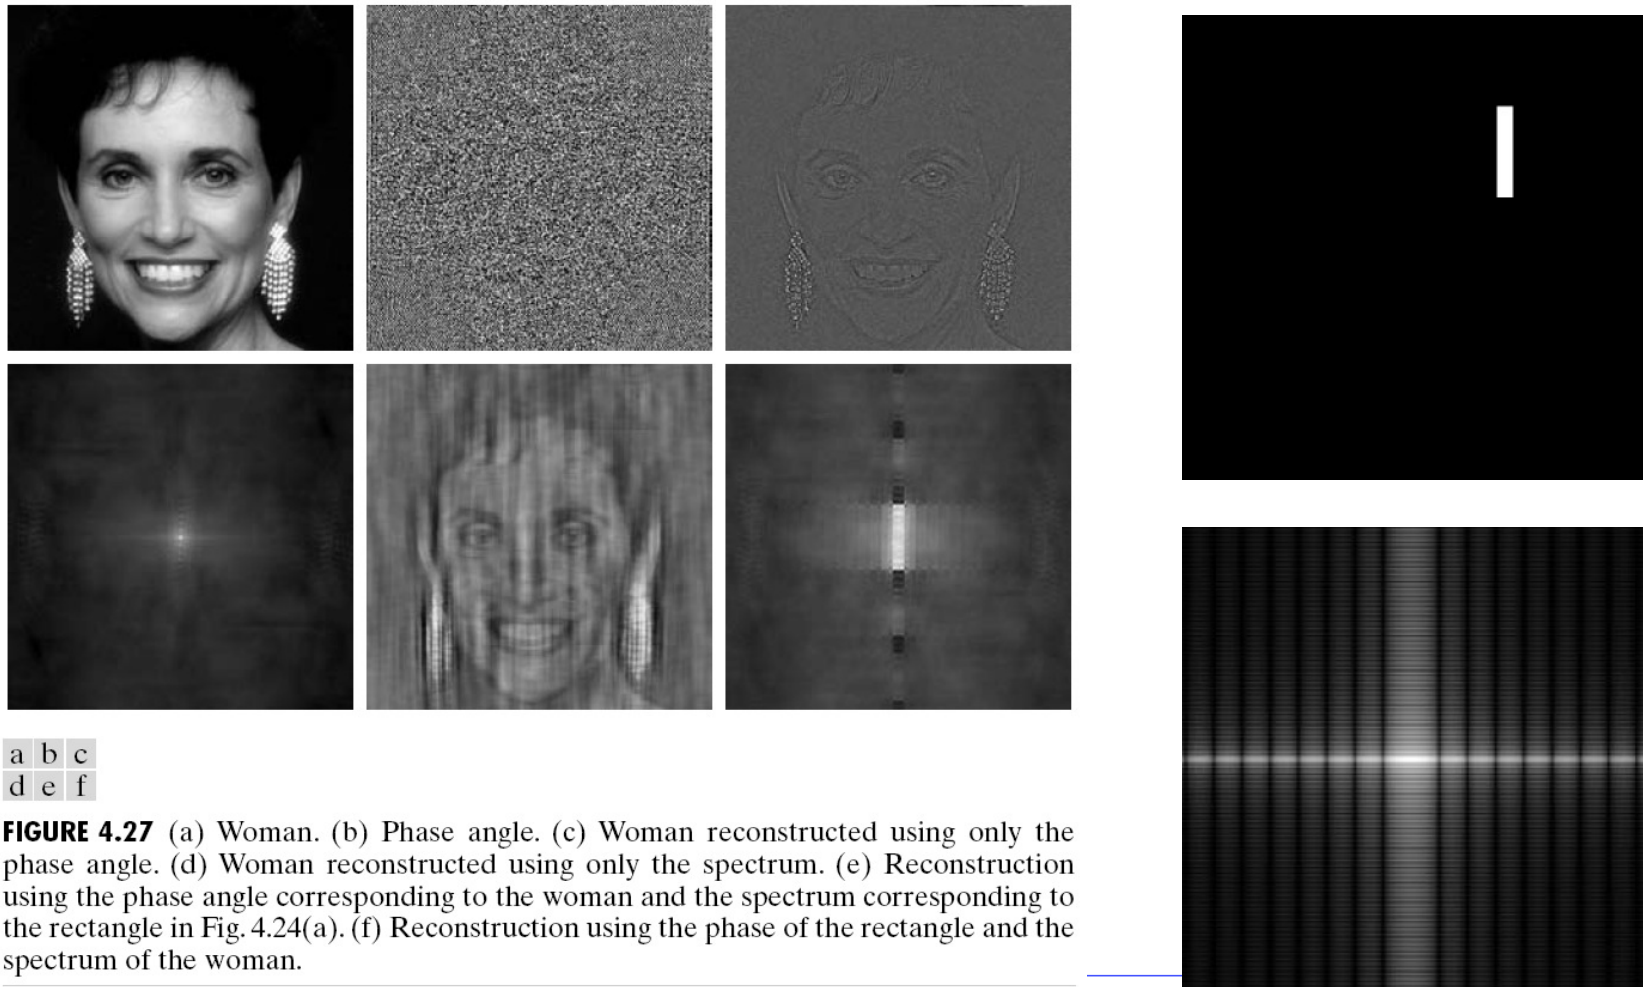 a b c
d e f
FIGURE 4.27 (a) Woman. (b) Phase angle. (c) Woman reconstructed using only the
phase angle. (d) Woman reconstructed using only the spectrum. (e) Reconstruction
using the phase angle corresponding to the woman and the spectrum corresponding to
the rectangle in Fig. 4.24(a). (f) Reconstruction using the phase of the rectangle and the
spectrum of the woman.